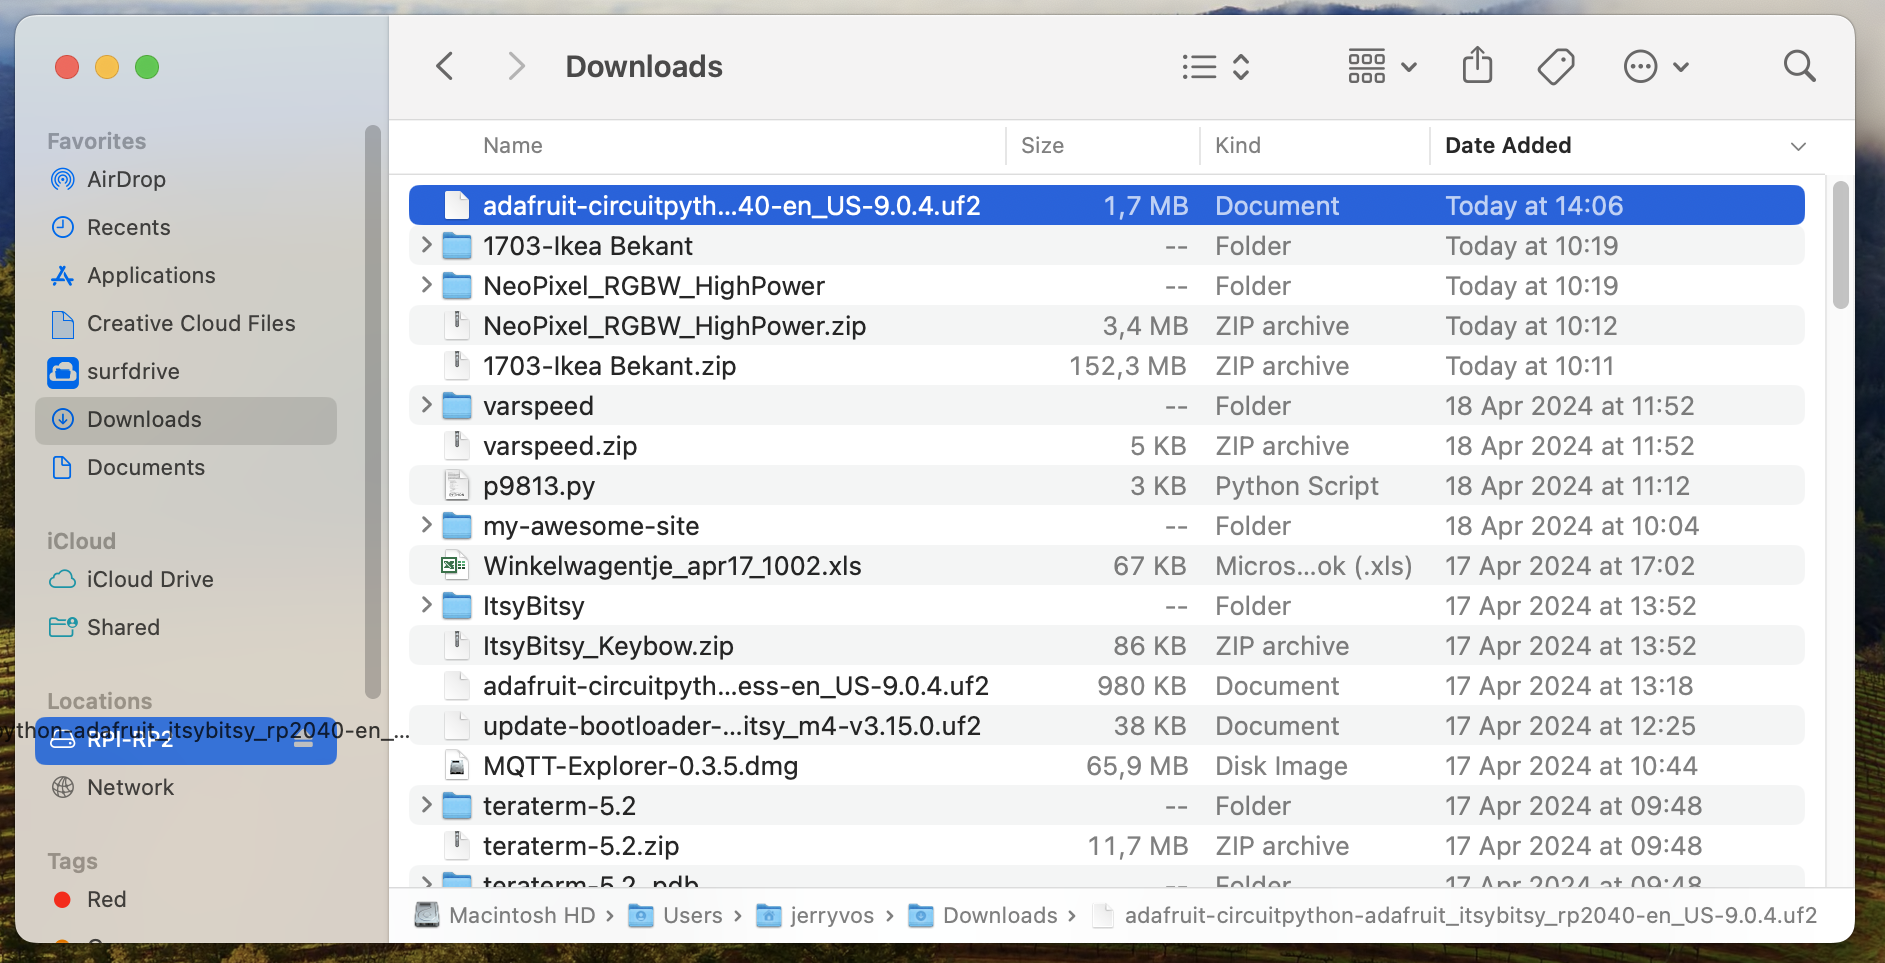 Downloads
Favorites
AirDrop
Recents
Applications
Creative Cloud Files
surfdrive
Downloads
Documents
iCloud
iCloud Drive
Shared
Locations
ython-adafruit_itsybitsy_rp2040-en_...
RPI-RP2
Network
Tags
Red
Name Size Kind Date Added
adafruit-circuitpyth...40-en_US-9.0.4.uf2 1,7 MB Document Today at 14:06
1703-Ikea Bekant -- Folder Today at 10:19
NeoPixel_RGBW_HighPower -- Folder Today at 10:19
NeoPixel_RGBW_HighPower.zip 3,4 MB ZIP archive Today at 10:12
1703-Ikea Bekant.zip 152,3 MB ZIP archive Today at 10:11
varspeed -- Folder 18 Apr 2024 at 11:52
varspeed.zip 5 KB ZIP archive 18 Apr 2024 at 11:52
p9813.py 3 KB Python Script 18 Apr 2024 at 11:12
my-awesome-site -- Folder 18 Apr 2024 at 10:04
Winkelwagentje_apr17_1002.xls 67 KB Micros...ok (.xls) 17 Apr 2024 at 17:02
ItsyBitsy -- Folder 17 Apr 2024 at 13:52
ItsyBitsy_Keybow.zip 86 KB ZIP archive 17 Apr 2024 at 13:52
adafruit-circuitpyth...ess-en_US-9.0.4.uf2 980 KB Document 17 Apr 2024 at 13:18
update-bootloader-...itsy_m4-v3.15.0.uf2 38 KB Document 17 Apr 2024 at 12:25
MQTT-Explorer-0.3.5.dmg 65,9 MB Disk Image 17 Apr 2024 at 10:44
teraterm-5.2 -- Folder 17 Apr 2024 at 09:48
teraterm-5.2.zip 11,7 MB ZIP archive 17 Apr 2024 at 09:48
teraterm-5.2_pdb -- Folder 17 Apr 2024 at 09:48
Macintosh HD › Users › jerryvos › Downloads › adafruit-circuitpython-adafruit_itsybitsy_rp2040-en_US-9.0.4.uf2